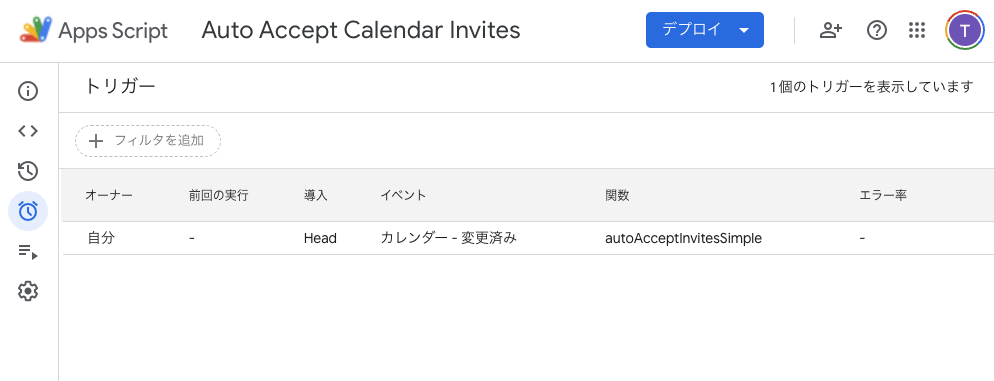 Apps Script Auto Accept Calendar Invites デプロイ T
トリガー 1個のトリガーを表示しています
フィルタを追加
オーナー 前回の実行 導入 イベント 関数 エラー率
自分 - Head カレンダー - 変更済み autoAcceptInvitesSimple -